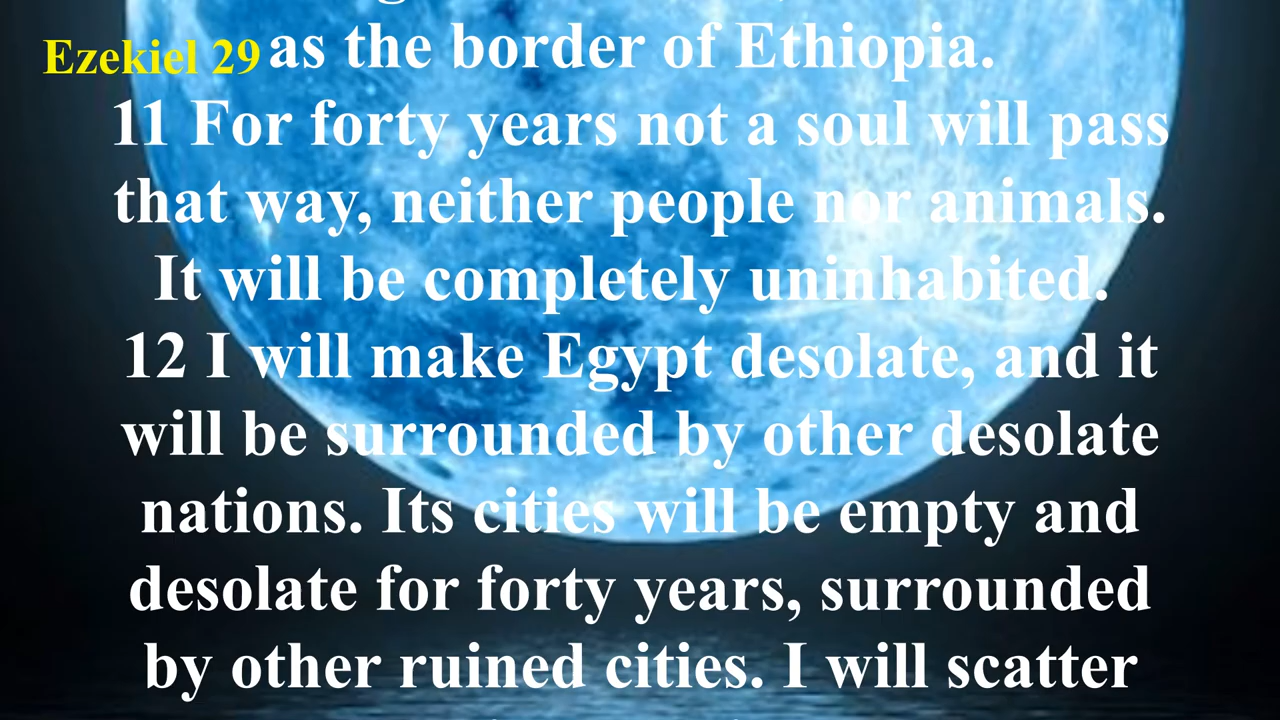 Ezekiel 29
as the border of Ethiopia.
11 For forty years not a soul will pass
that way, neither people nor animals.
It will be completely uninhabited.
12 I will make Egypt desolate, and it
will be surrounded by other desolate
nations. Its cities will be empty and
desolate for forty years, surrounded
by other ruined cities. I will scatter